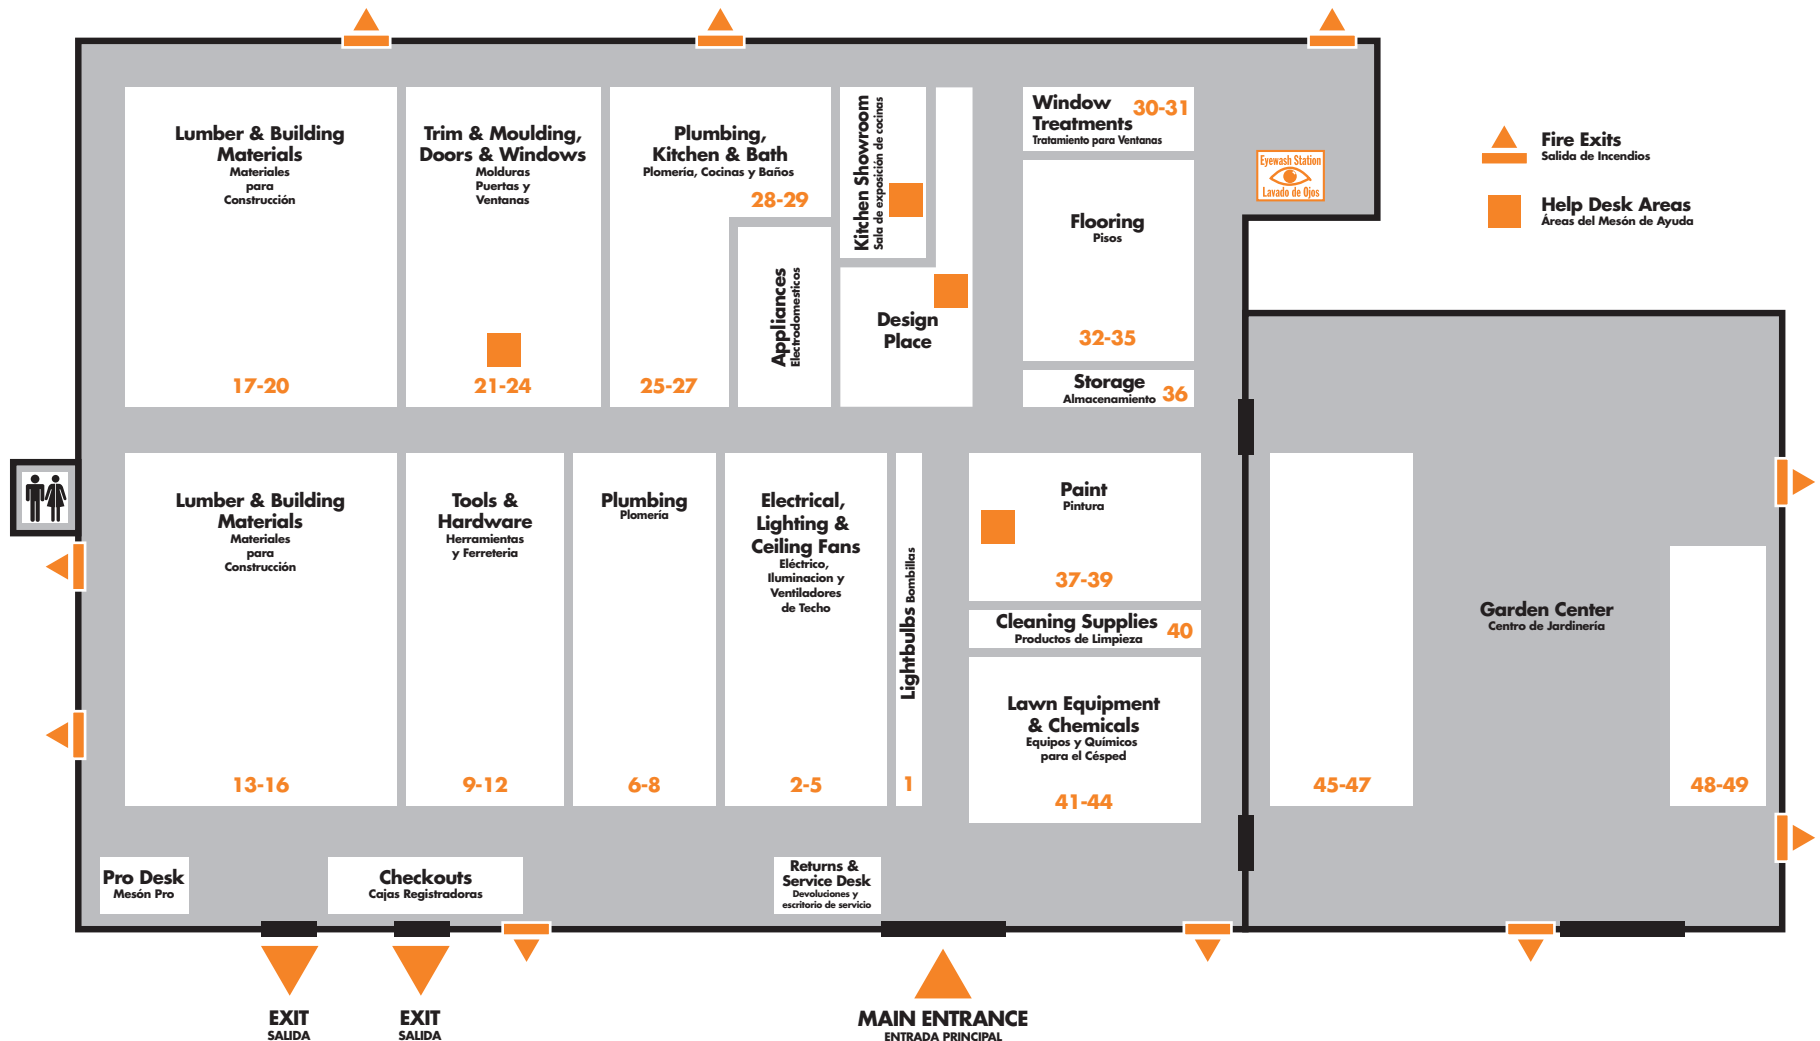 Lumber & Building
Materials
Materiales
para
Construcción
17-20
Trim & Moulding,
Doors & Windows
Molduras
Puertas y
Ventanas
21-24
Plumbing,
Kitchen & Bath
Plomería, Cocinas y Baños
28-29
25-27
Appliances
Electrodomesticos
Kitchen Showroom
Sala de exposición de cocinas
Design
Place
Window
Treatments
30-31
Tratamiento para Ventanas
Flooring
Pisos
32-35
Storage
Almacenamiento
36
Eyewash Station
Lavado de Ojos
Fire Exits
Salida de Incendios
Help Desk Areas
Áreas del Mesón de Ayuda
Lumber & Building
Materials
Materiales
para
Construcción
13-16
Tools &
Hardware
Herramientas
y Ferreteria
9-12
Plumbing
Plomería
6-8
Electrical,
Lighting &
Ceiling Fans
Eléctrico,
Iluminacion y
Ventiladores
de Techo
2-5
Lightbulbs Bombillas
1
Paint
Pintura
37-39
Cleaning Supplies
Productos de Limpieza
40
Lawn Equipment
& Chemicals
Equipos y Químicos
para el Césped
41-44
Garden Center
Centro de Jardinería
45-47
48-49
Pro Desk
Mesón Pro
Checkouts
Cajas Registradoras
Returns &
Service Desk
Devoluciones y
escritorio de servicio
EXIT
SALIDA
EXIT
SALIDA
MAIN ENTRANCE
ENTRADA PRINCIPAL